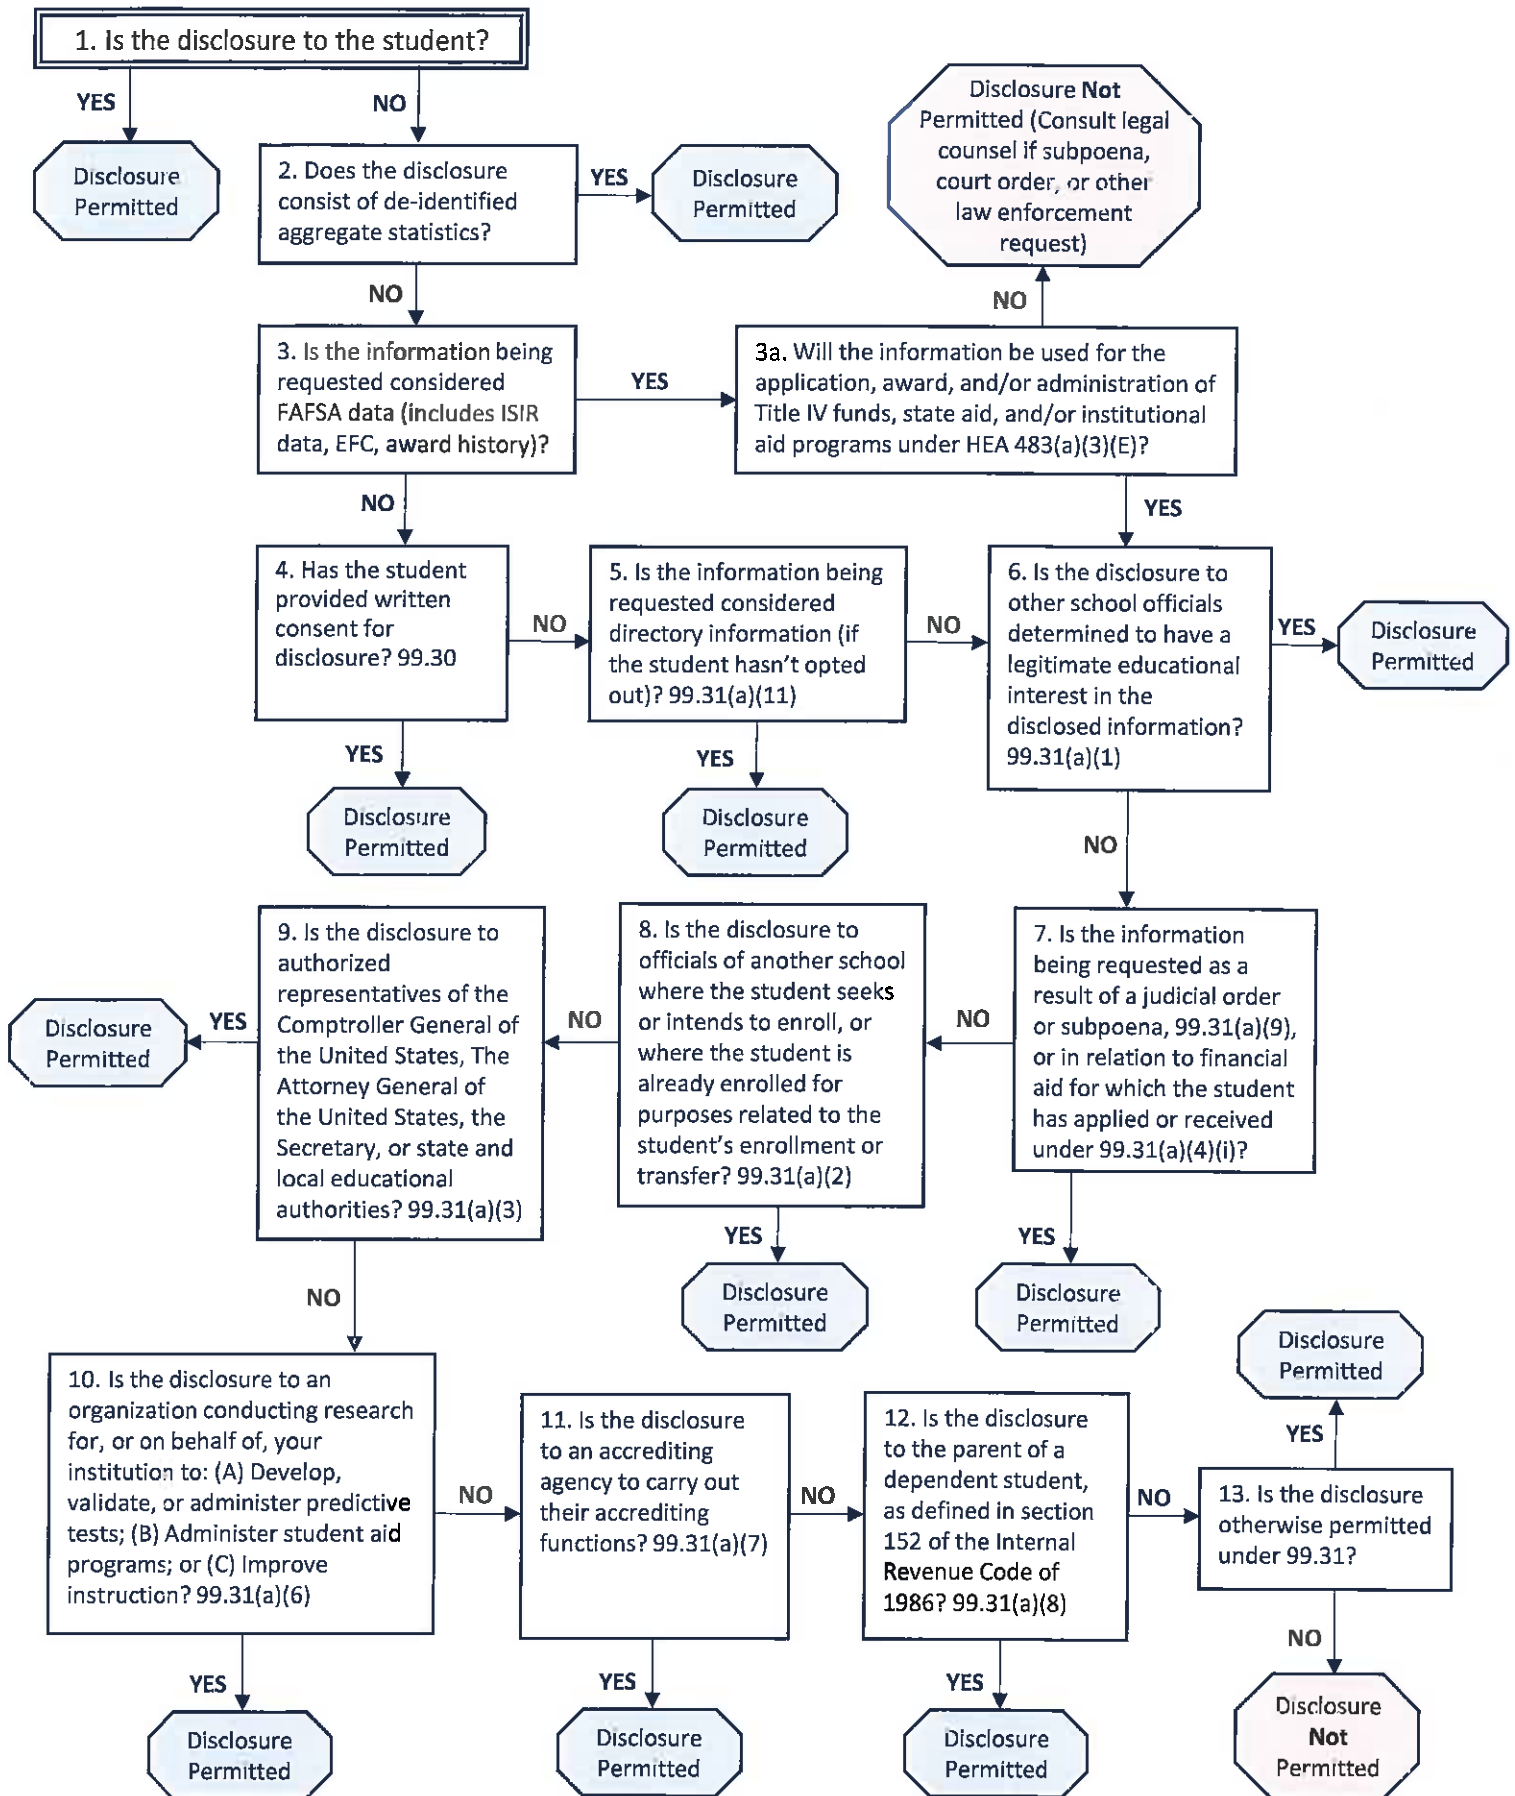 1. Is the disclosure to the student?
YES
NO
Disclosure
Permitted
2. Does the disclosure
consist of de-identified
aggregate statistics?
YES
Disclosure
Permitted
Disclosure Not
Permitted (Consult legal
counsel if subpoena,
court order, or other
law enforcement
request)
NO
NO
3. Is the information being
requested considered
FAFSA data (includes ISIR
data, EFC, award history)?
YES
3a. Will the information be used for the
application, award, and/or administration of
Title IV funds, state aid, and/or institutional
aid programs under HEA 483(a)(3)(E)?
NO
YES
4. Has the student
provided written
consent for
disclosure? 99.30
NO
5. Is the information being
requested considered
directory information (if
the student hasn't opted
out)? 99.31(a)(11)
NO
6. Is the disclosure to
other school officials
determined to have a
legitimate educational
interest in the
disclosed information?
99.31(a)(1)
YES
Disclosure
Permitted
YES
Disclosure
Permitted
YES
Disclosure
Permitted
NO
7. Is the information
being requested as a
result of a judicial order
or subpoena, 99.31(a)(9),
or in relation to financial
aid for which the student
has applied or received
under 99.31(a)(4)(i)?
NO
YES
Disclosure
Permitted
8. Is the disclosure to
officials of another school
where the student seeks
or intends to enroll, or
where the student is
already enrolled for
purposes related to the
student's enrollment or
transfer? 99.31(a)(2)
NO
YES
Disclosure
Permitted
9. Is the disclosure to
authorized
representatives of the
Comptroller General of
the United States, The
Attorney General of
the United States, the
Secretary, or state and
local educational
authorities? 99.31(a)(3)
YES
Disclosure
Permitted
NO
10. Is the disclosure to an
organization conducting research
for, or on behalf of, your
institution to: (A) Develop,
validate, or administer predictive
tests; (B) Administer student aid
programs; or (C) Improve
instruction? 99.31(a)(6)
NO
YES
Disclosure
Permitted
11. Is the disclosure
to an accrediting
agency to carry out
their accrediting
functions? 99.31(a)(7)
NO
YES
Disclosure
Permitted
12. Is the disclosure
to the parent of a
dependent student,
as defined in section
152 of the Internal
Revenue Code of
1986? 99.31(a)(8)
NO
YES
Disclosure
Permitted
13. Is the disclosure
otherwise permitted
under 99.31?
YES
Disclosure
Permitted
NO
Disclosure
Not
Permitted